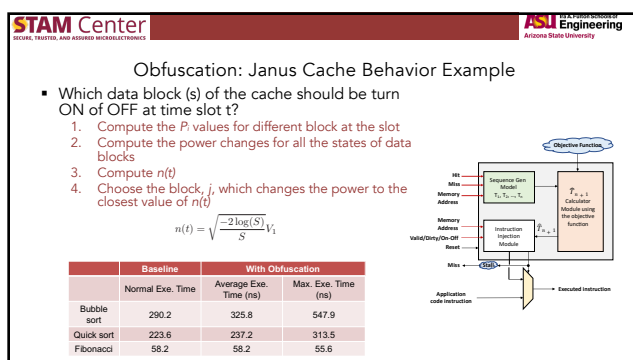 STAM Center
SECURE, TRUSTED, AND ASSURED MICROELECTRONICS
ASU Ira A. Fulton Schools of
Engineering
Arizona State University
Obfuscation: Janus Cache Behavior Example
▪ Which data block (s) of the cache should be turn
ON of OFF at time slot t?
1. Compute the Pᵢ values for different block at the slot
2. Compute the power changes for all the states of data
blocks
3. Compute n(t)
4. Choose the block, j, which changes the power to the
closest value of n(t)
n(t) = √(-2 log(S) / S) V₁
Baseline With Obfuscation
Normal Exe. Time Average Exe. Time (ns) Max. Exe. Time (ns)
Bubble sort 290.2 325.8 547.9
Quick sort 223.6 237.2 313.5
Fibonacci 58.2 58.2 55.6
Objective Function
Hit
Miss
Memory
Address
Sequence Gen
Model
T₁, T₂, .., Tₙ
T̂ₙ₊₁
Calculator
Module using
the objective
function
Memory
Address
Valid/Dirty/On-Off
Reset
Instruction
Injection
Module
T̂ₙ₊₁
Miss
Stall
Application
code instruction
Executed instruction